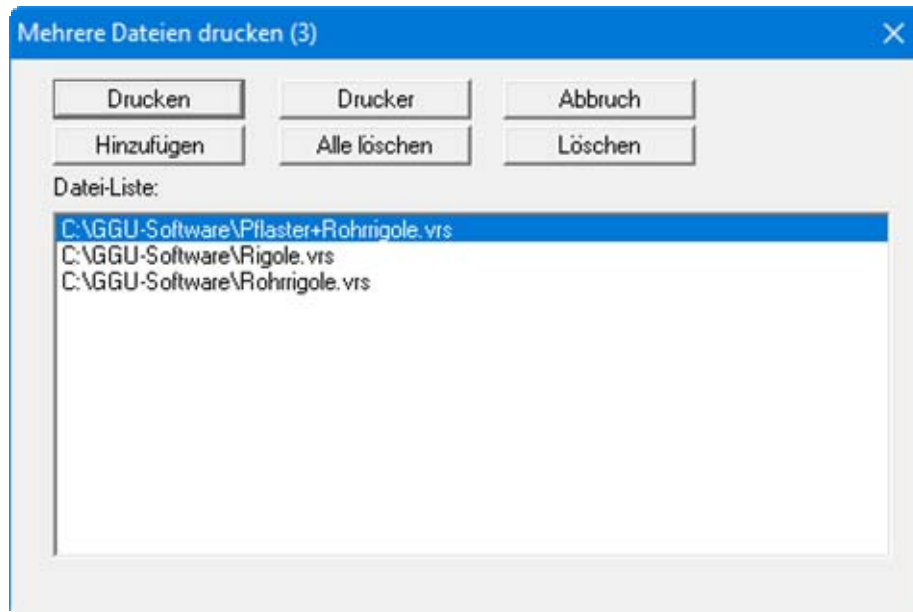 Mehrere Dateien drucken (3)
Drucken Drucker Abbruch
Hinzufügen Alle löschen Löschen
Datei-Liste:
C:\GGU-Software\Pflaster+Rohrrigole.vrs
C:\GGU-Software\Rigole.vrs
C:\GGU-Software\Rohrrigole.vrs